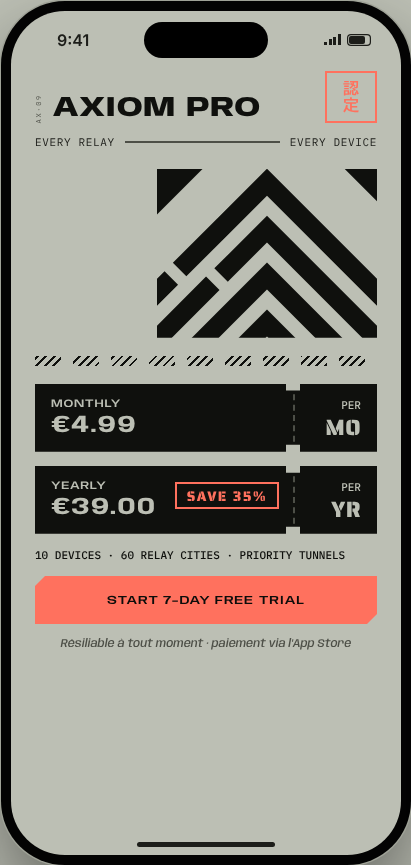 9:41
認定
AX-09
AXIOM PRO
EVERY RELAY EVERY DEVICE
MONTHLY
€4.99
PER
MO
YEARLY
€39.00
SAVE 35%
PER
YR
10 DEVICES · 60 RELAY CITIES · PRIORITY TUNNELS
START 7-DAY FREE TRIAL
Résiliable à tout moment · paiement via l'App Store